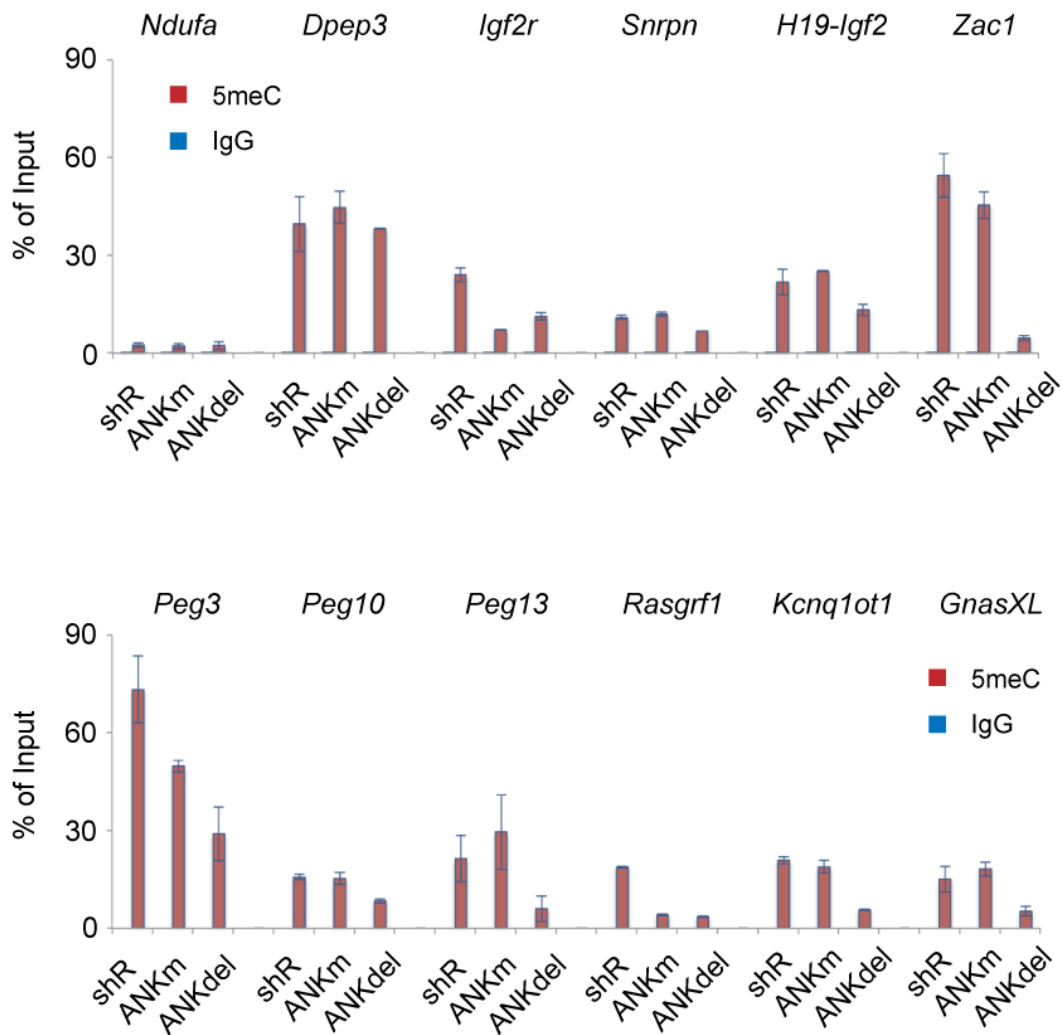 Ndufa Dpep3 Igf2r Snrpn H19-Igf2 Zac1
90
5meC
IgG
60
30
0
% of Input
shR ANKm ANKdel shR ANKm ANKdel shR ANKm ANKdel shR ANKm ANKdel shR ANKm ANKdel shR ANKm ANKdel
Peg3 Peg10 Peg13 Rasgrf1 Kcnq1ot1 GnasXL
90
5meC
IgG
60
30
0
% of Input
shR ANKm ANKdel shR ANKm ANKdel shR ANKm ANKdel shR ANKm ANKdel shR ANKm ANKdel shR ANKm ANKdel